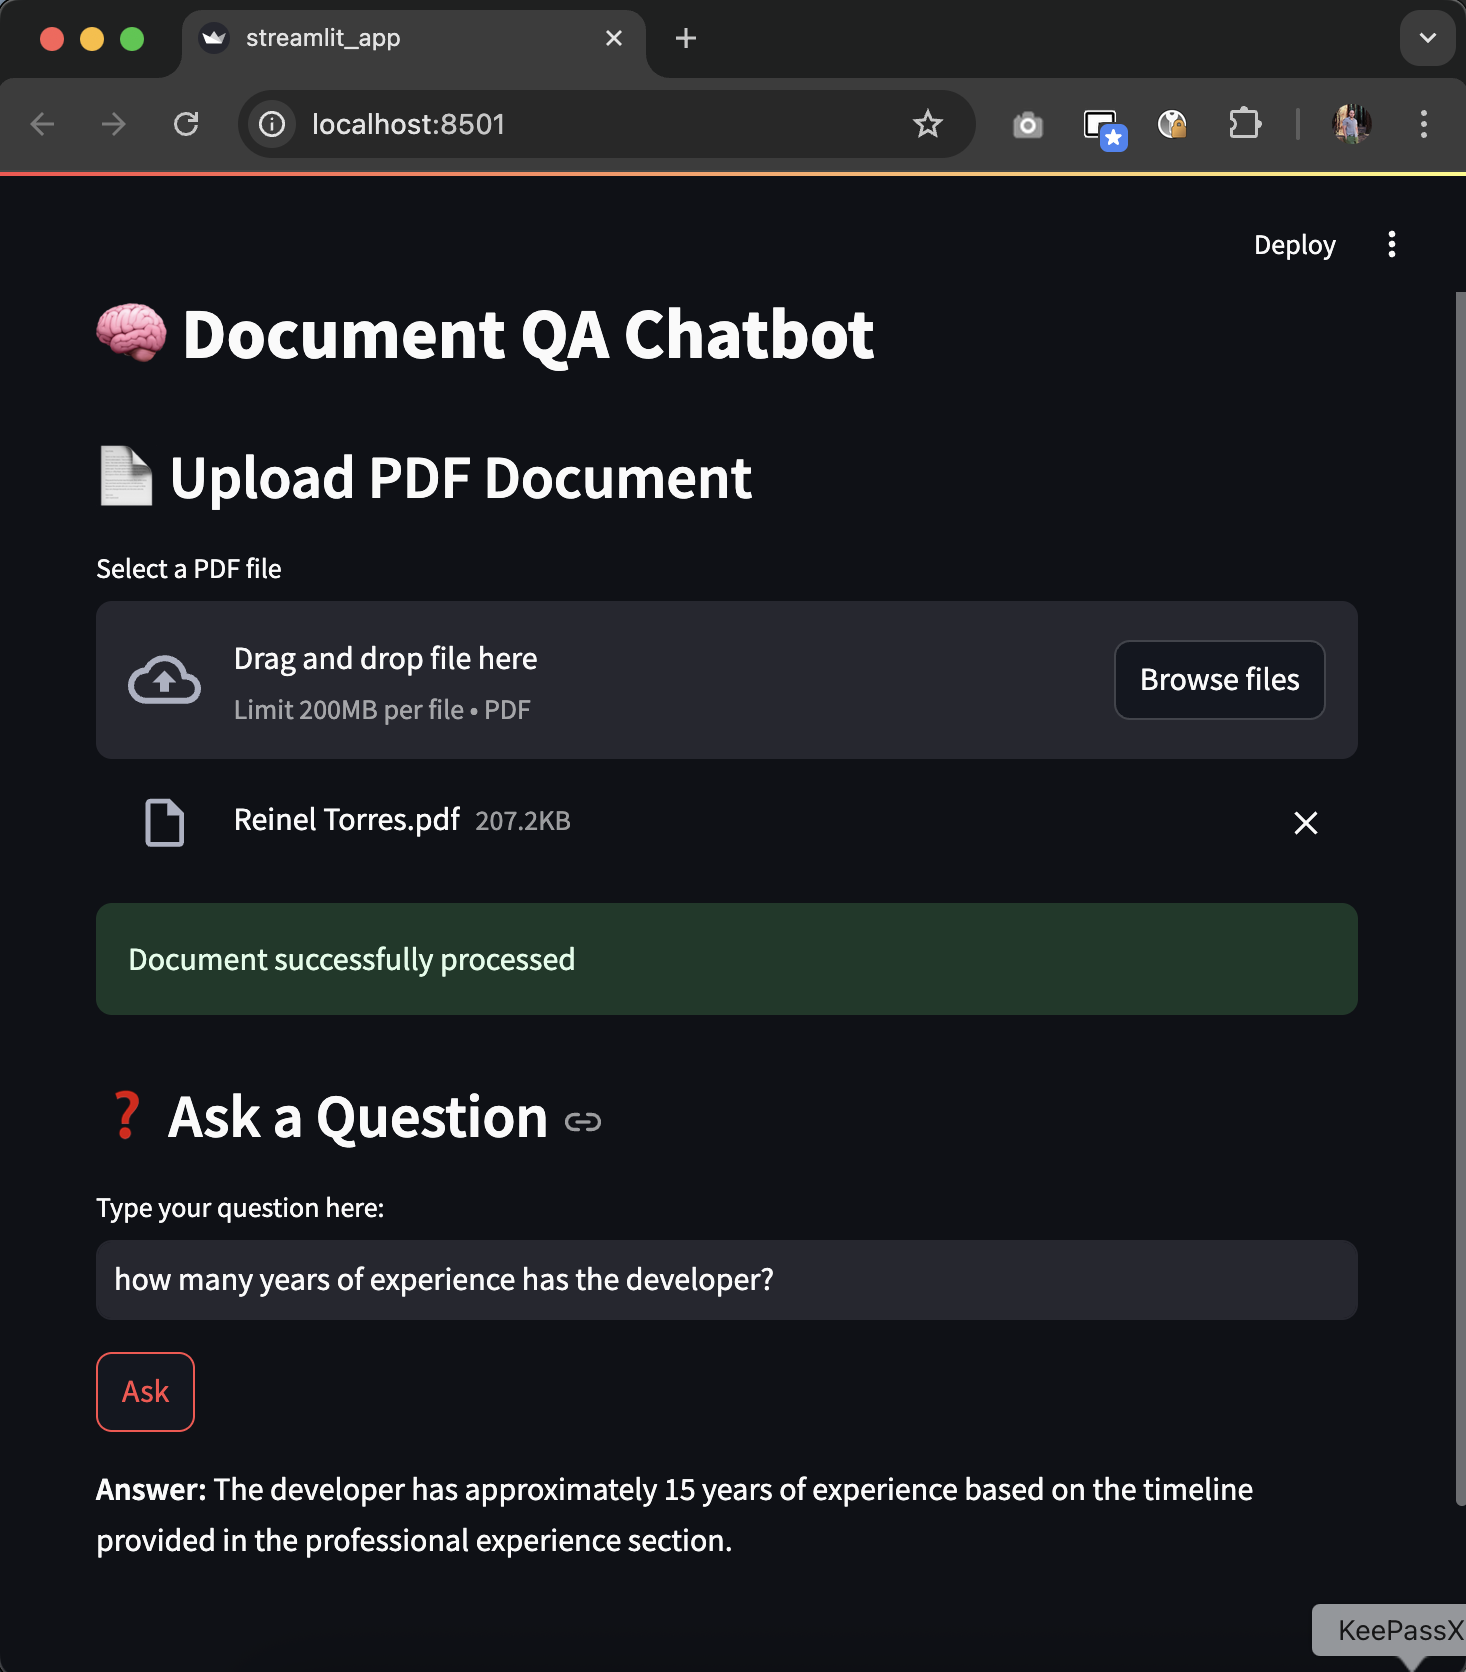 streamlit_app
localhost:8501
Deploy
Document QA Chatbot
Upload PDF Document
Select a PDF file
Drag and drop file here
Limit 200MB per file • PDF
Browse files
Reinel Torres.pdf 207.2KB
Document successfully processed
Ask a Question
Type your question here:
how many years of experience has the developer?
Ask
Answer: The developer has approximately 15 years of experience based on the timeline
provided in the professional experience section.
KeePassX